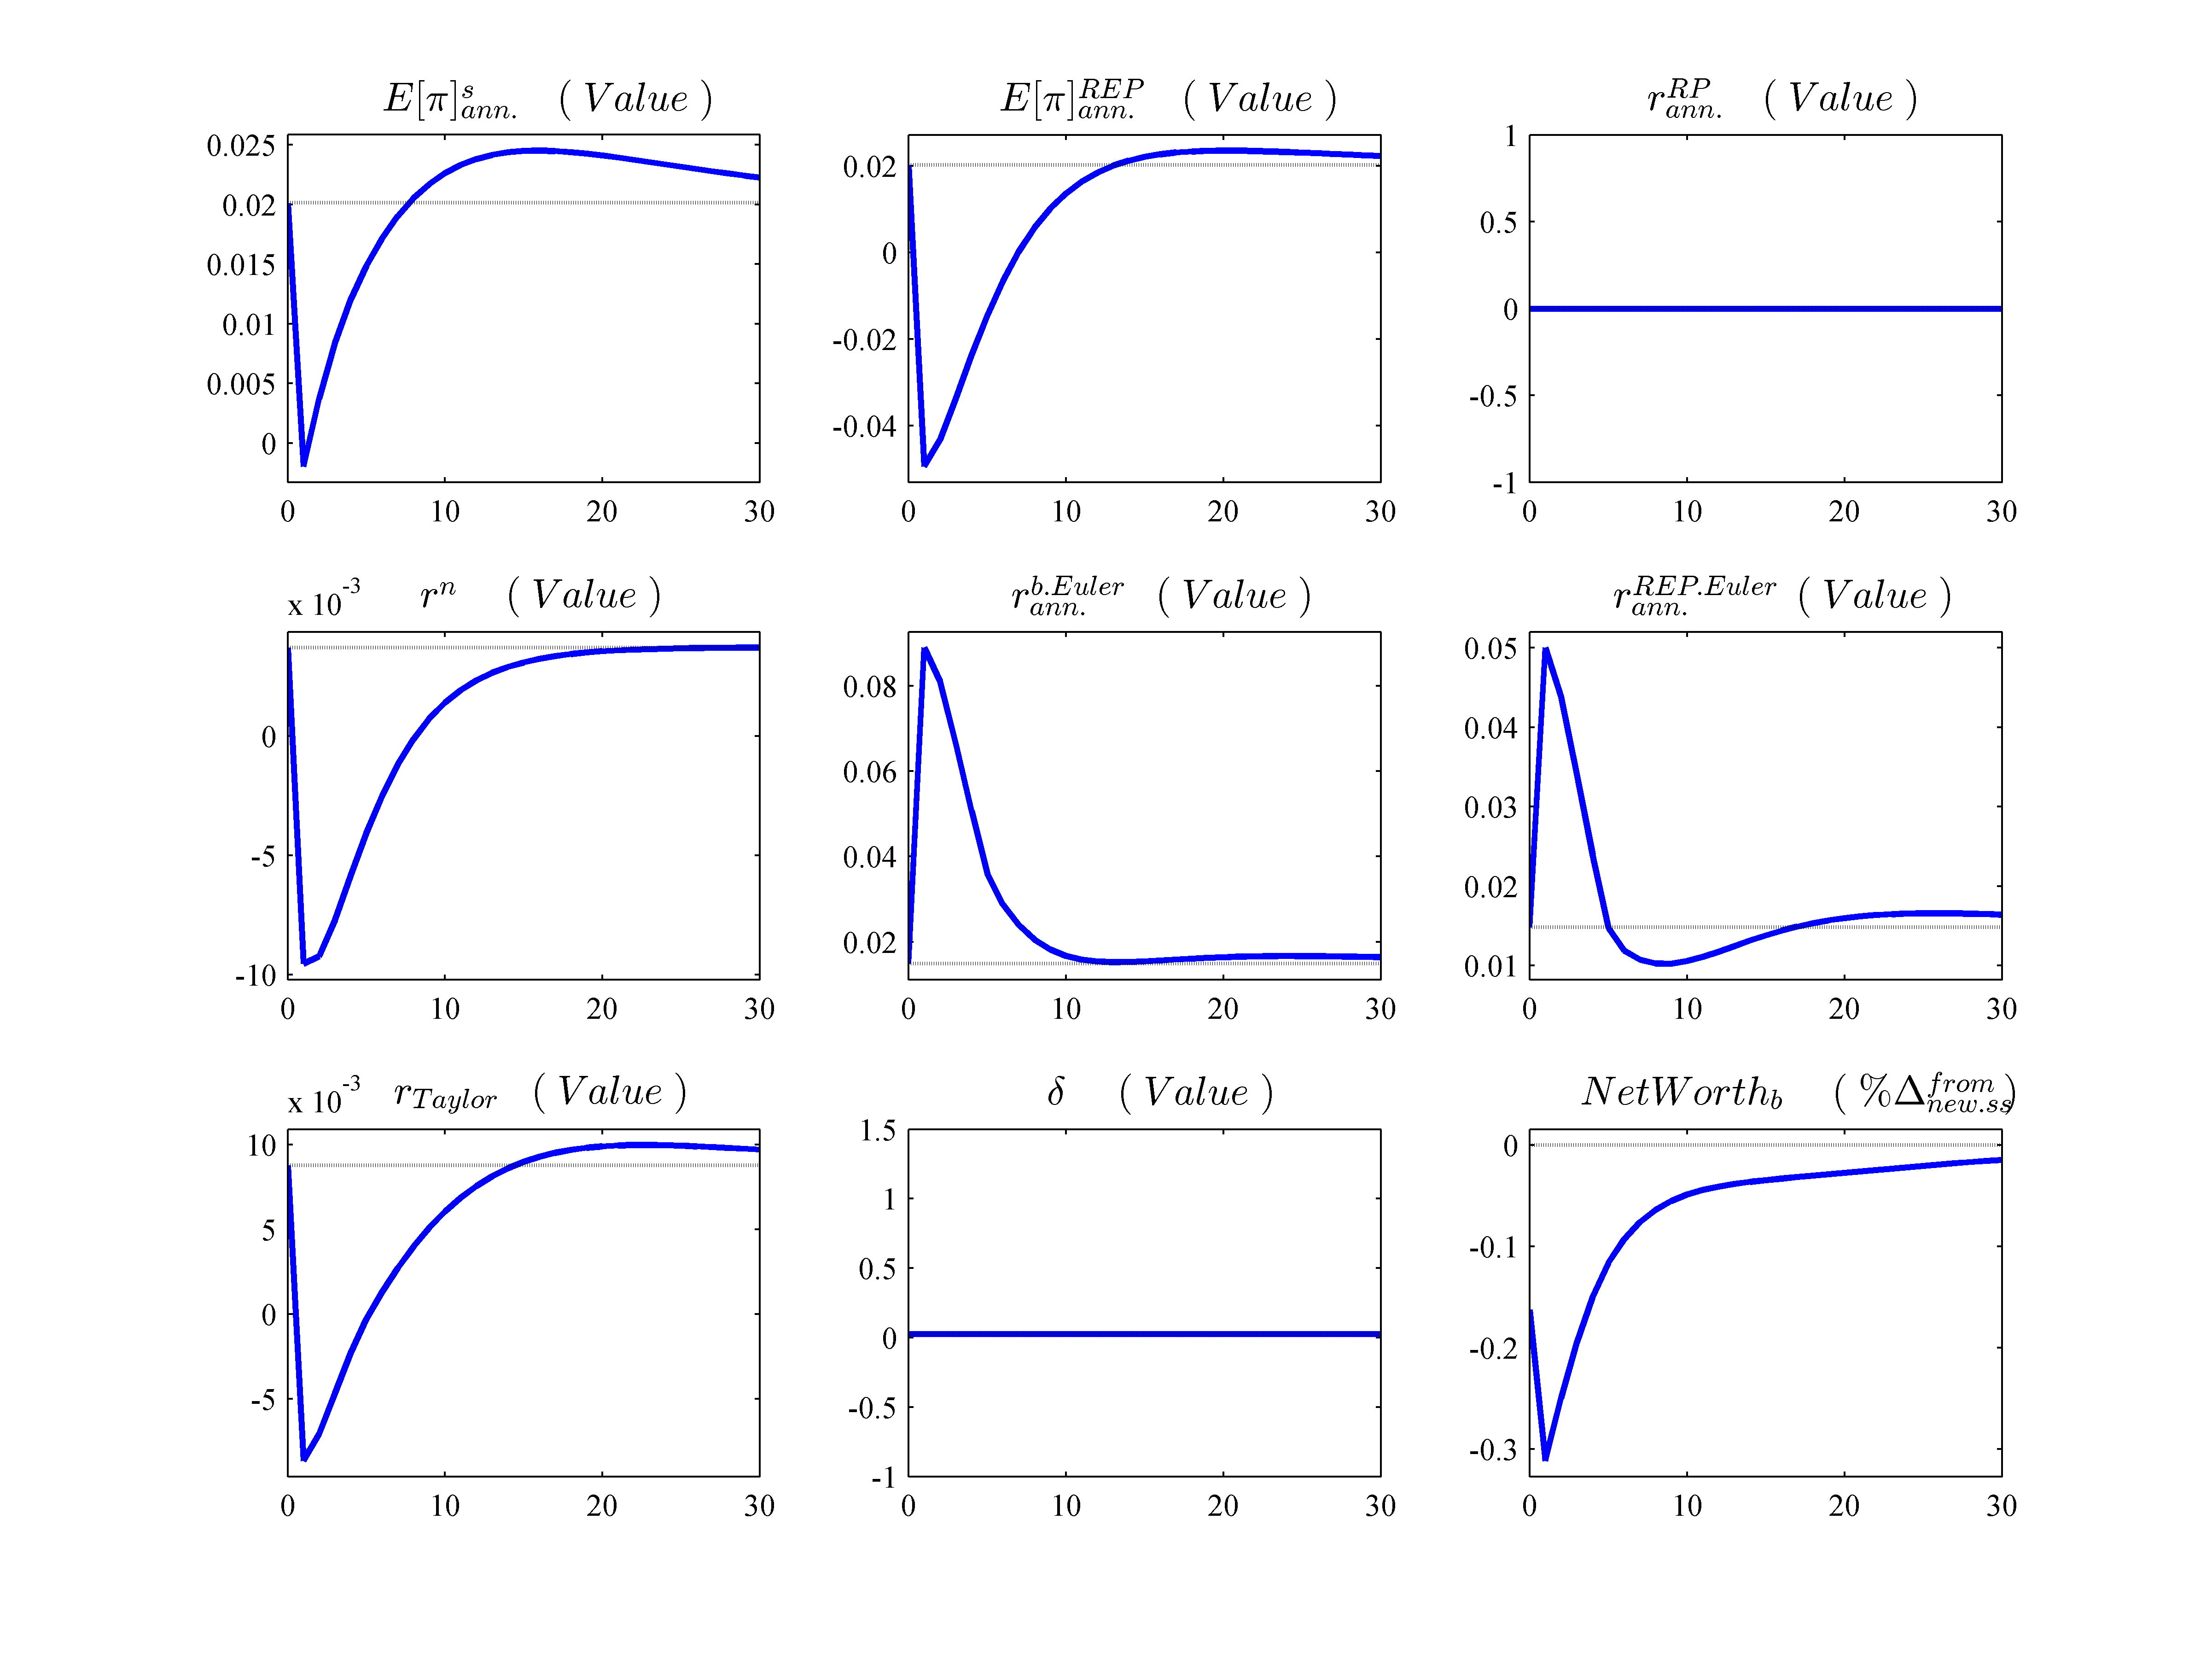 E[π]^s_ann. ( Value )
0.025
0.02
0.015
0.01
0.005
0
0 10 20 30
E[π]^REP_ann. ( Value )
0.02
0
-0.02
-0.04
0 10 20 30
r^RP_ann. ( Value )
1
0.5
0
-0.5
-1
0 10 20 30
x 10^-3 r^n ( Value )
0
-5
-10
0 10 20 30
r^b.Euler_ann. ( Value )
0.08
0.06
0.04
0.02
0 10 20 30
r^REP.Euler_ann. ( Value )
0.05
0.04
0.03
0.02
0.01
0 10 20 30
x 10^-3 r_Taylor ( Value )
10
5
0
-5
0 10 20 30
δ ( Value )
1.5
1
0.5
0
-0.5
-1
0 10 20 30
NetWorth_b ( %Δ^from_new.ss )
0
-0.1
-0.2
-0.3
0 10 20 30